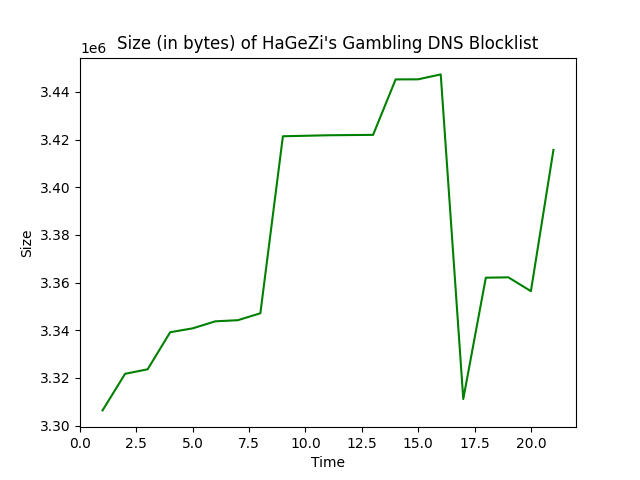 Size (in bytes) of HaGeZi's Gambling DNS Blocklist
1e6
3.44
3.42
3.40
3.38
3.36
3.34
3.32
3.30
Size
0.0 2.5 5.0 7.5 10.0 12.5 15.0 17.5 20.0
Time